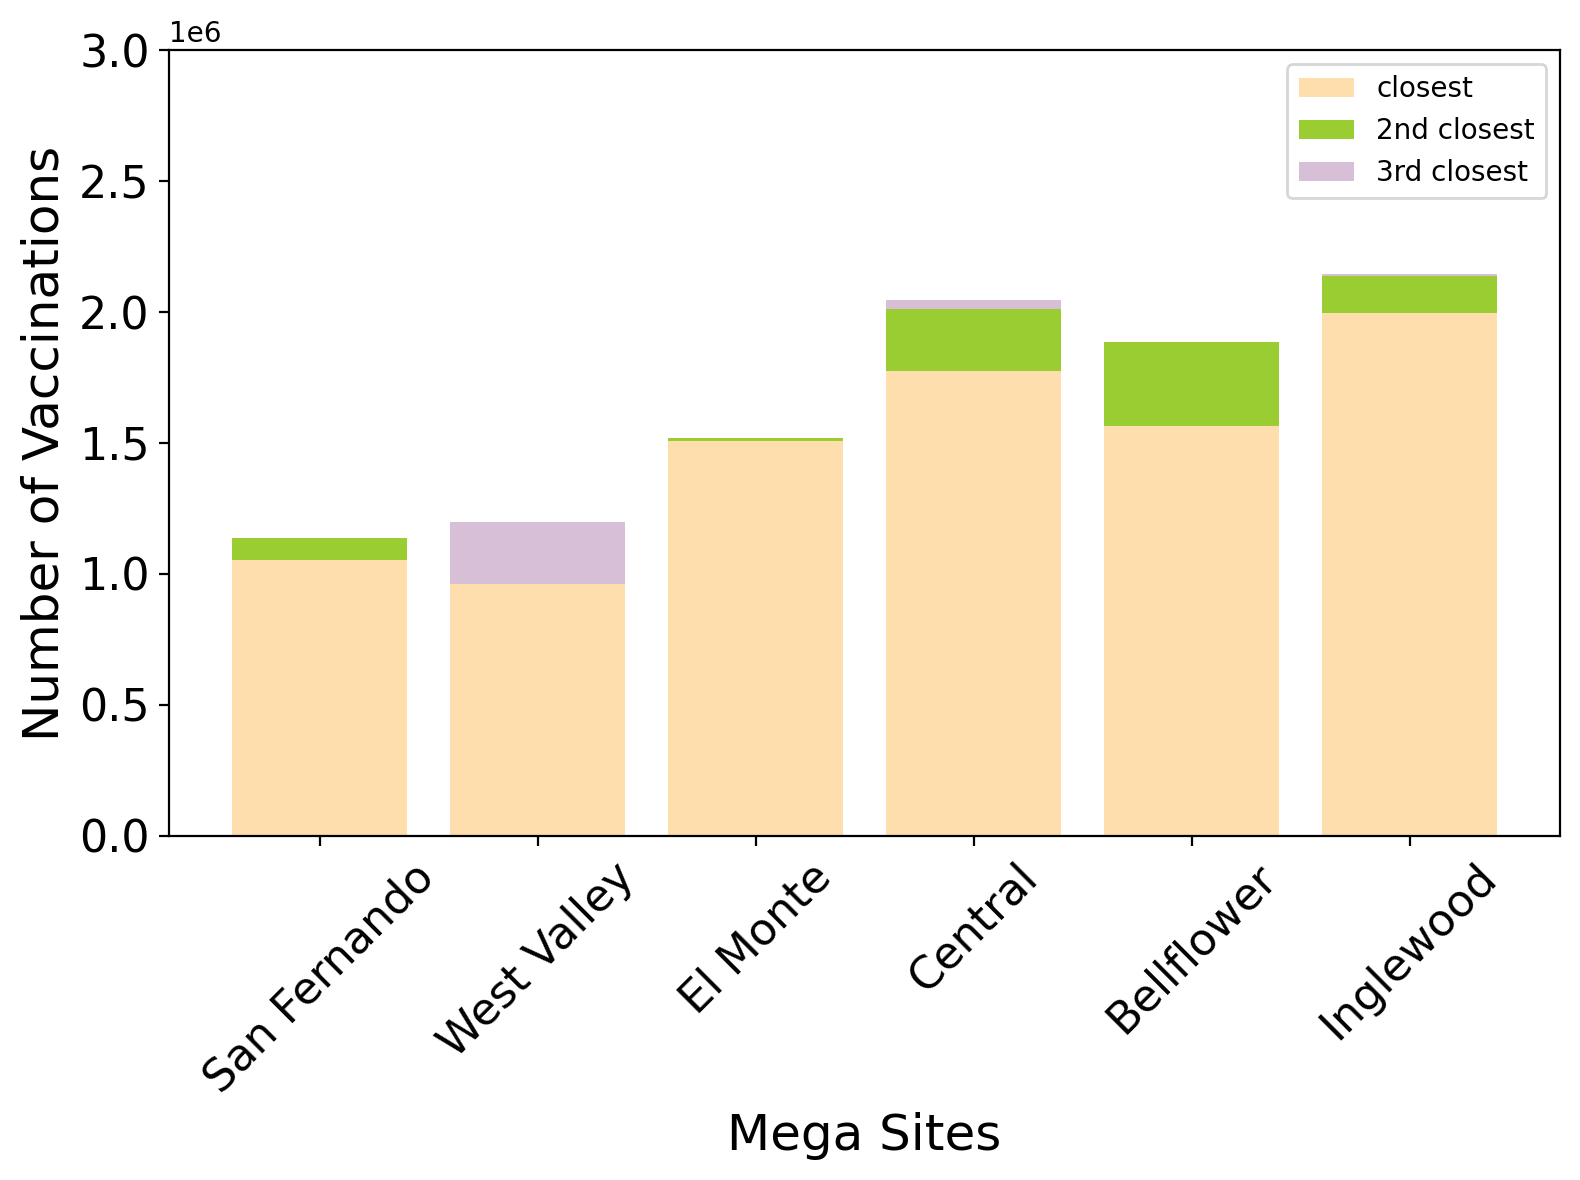 1e6
3.0
2.5
2.0
1.5
1.0
0.5
0.0
Number of Vaccinations
closest
2nd closest
3rd closest
San Fernando
West Valley
El Monte
Central
Bellflower
Inglewood
Mega Sites